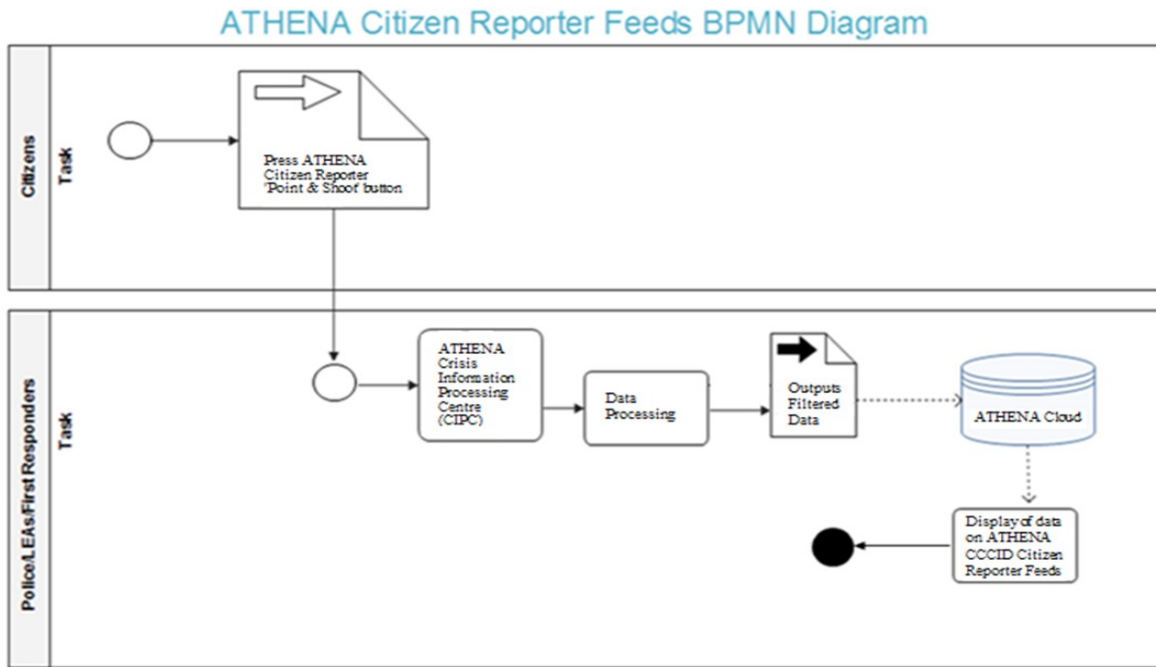 ATHENA Citizen Reporter Feeds BPMN Diagram
Citizens
Task
Press ATHENA
Citizen Reporter
'Point & Shoot' button
Police/LEAs/First Responders
Task
ATHENA
Crisis
Information
Processing
Centre
(CIPC)
Data
Processing
Outputs
Filtered
Data
ATHENA Cloud
Display of data
on ATHENA
CCCID Citizen
Reporter Feeds